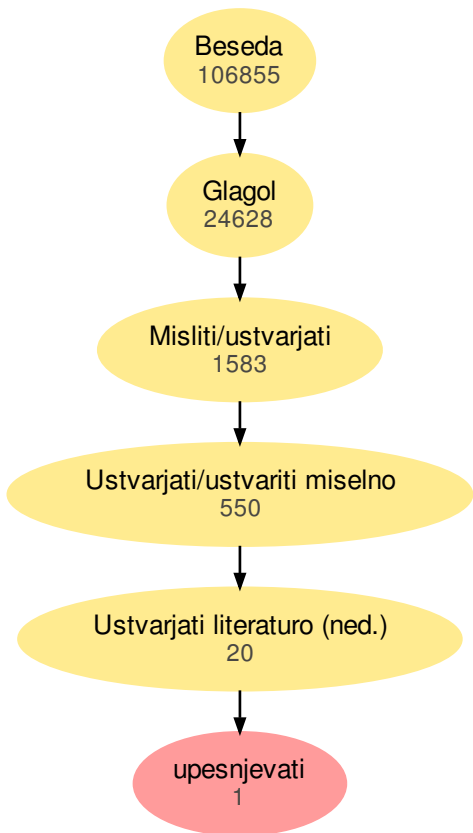 Beseda
106855
Glagol
24628
Misliti/ustvarjati
1583
Ustvarjati/ustvariti miselno
550
Ustvarjati literaturo (ned.)
20
upesnjevati
1